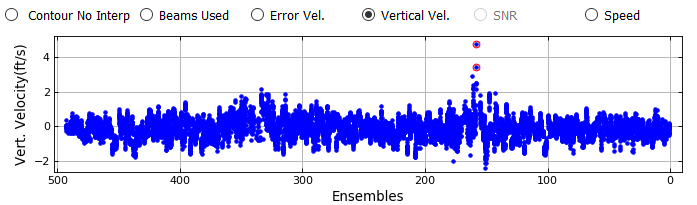 Contour No Interp Beams Used Error Vel. Vertical Vel. SNR Speed
Vert. Velocity(ft/s)
4
2
0
−2
500 400 300 200 100 0
Ensembles